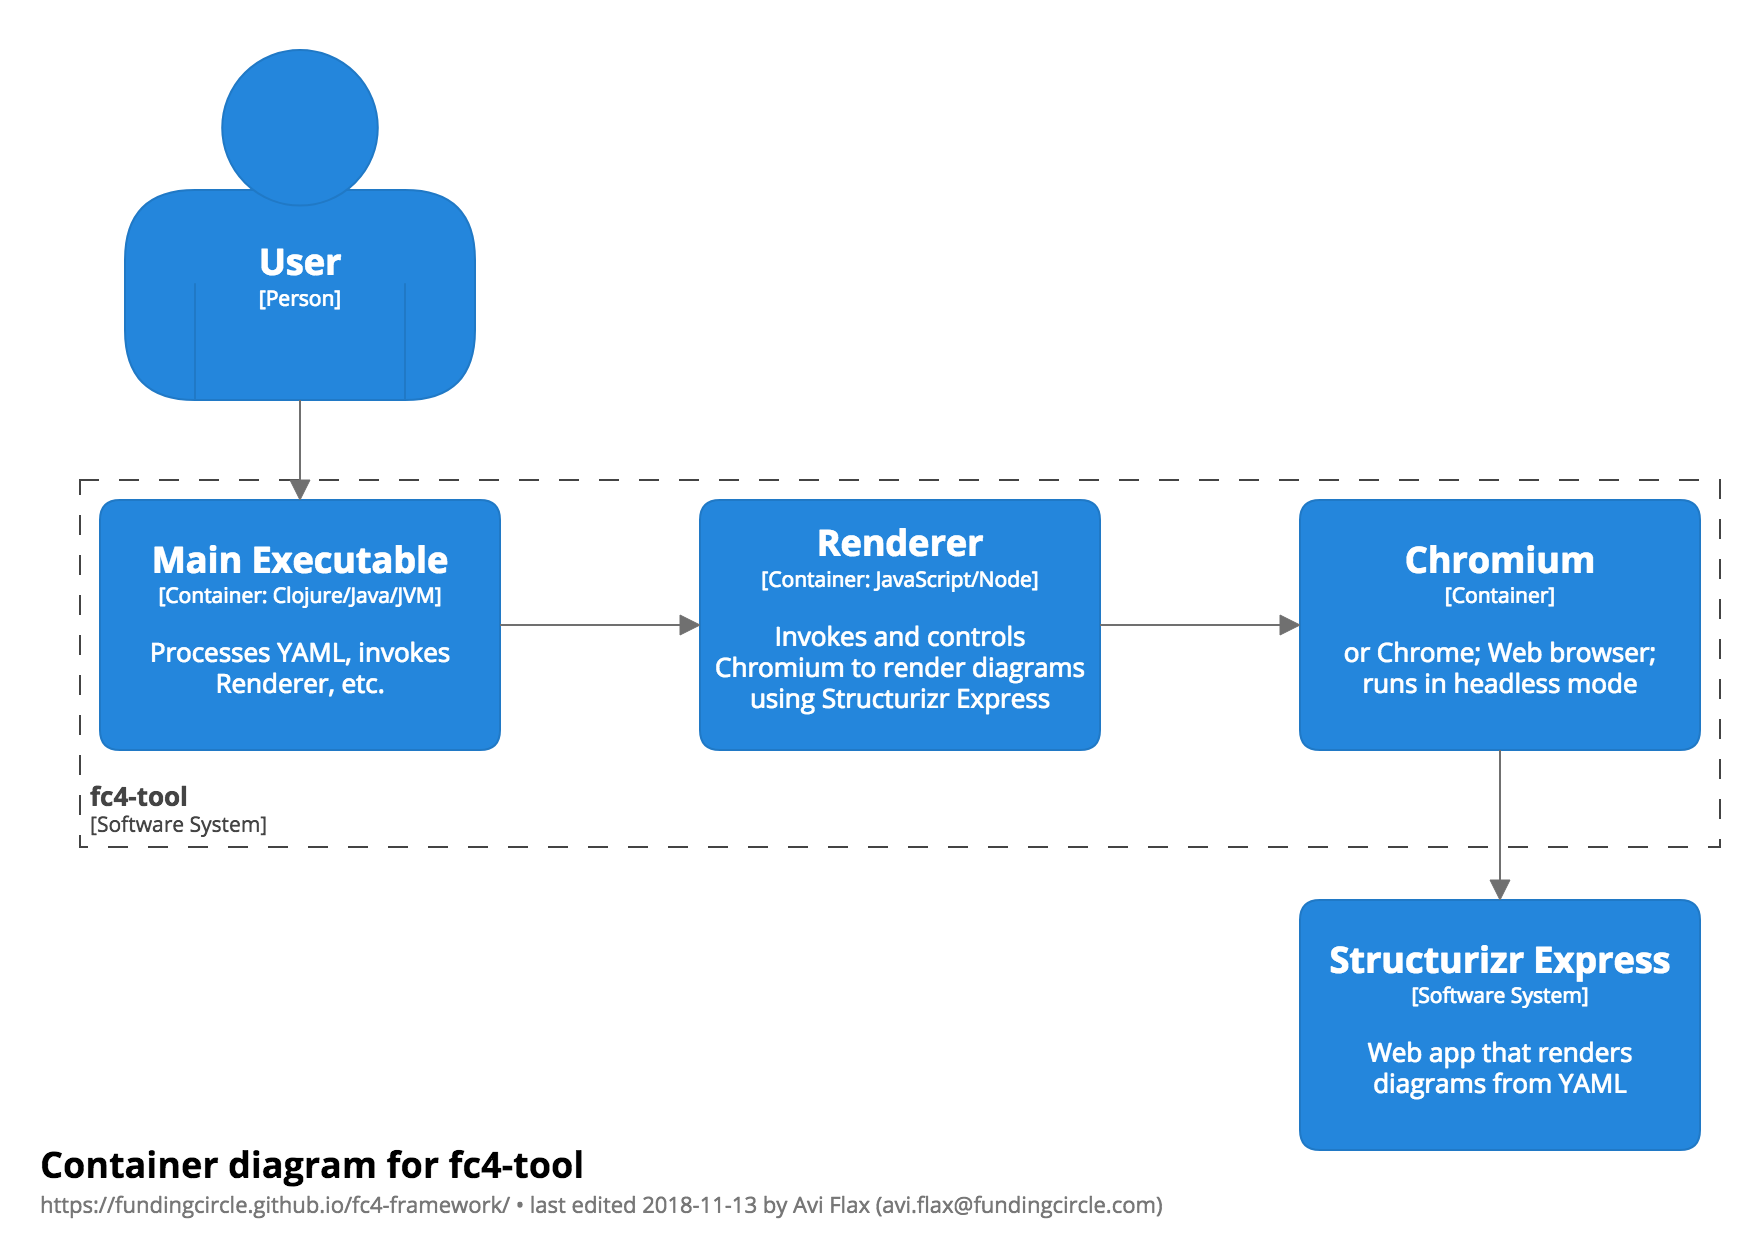 User
[Person]
Main Executable
[Container: Clojure/Java/JVM]
Processes YAML, invokes
Renderer, etc.
Renderer
[Container: JavaScript/Node]
Invokes and controls
Chromium to render diagrams
using Structurizr Express
Chromium
[Container]
or Chrome; Web browser;
runs in headless mode
fc4-tool
[Software System]
Structurizr Express
[Software System]
Web app that renders
diagrams from YAML
Container diagram for fc4-tool
https://fundingcircle.github.io/fc4-framework/ • last edited 2018-11-13 by Avi Flax (avi.flax@fundingcircle.com)